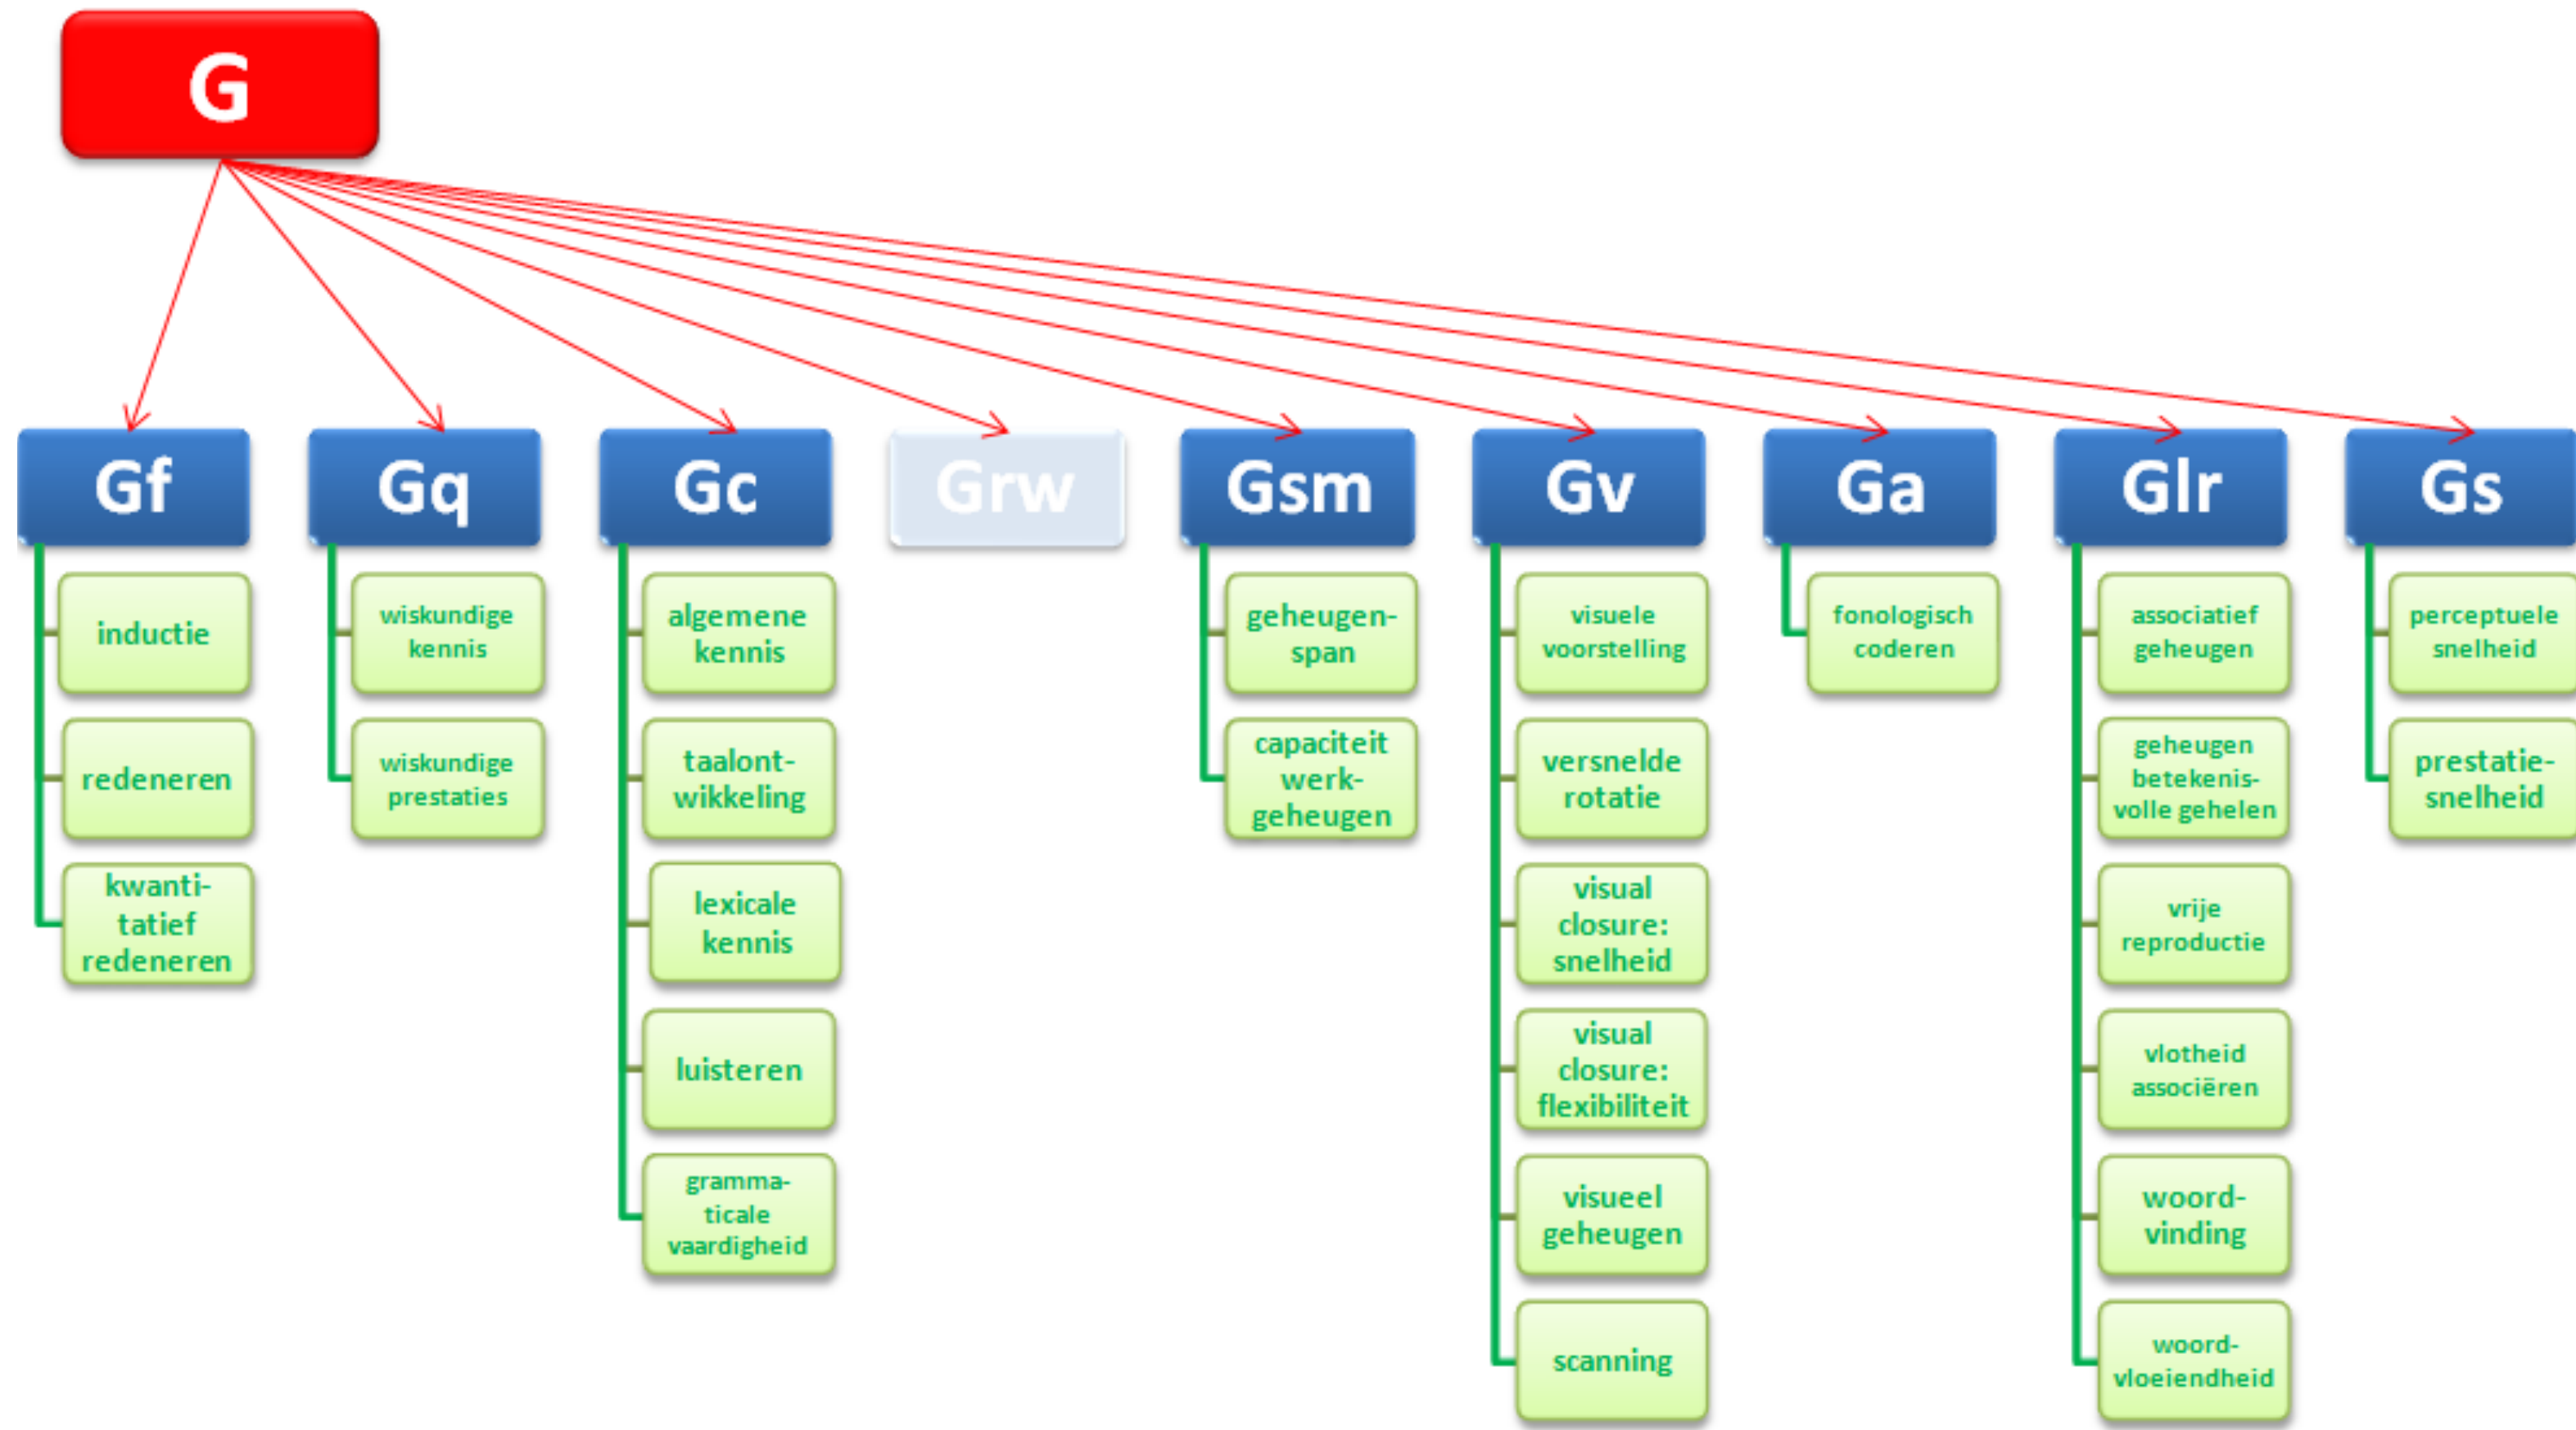 G
Gf
Gq
Gc
Grw
Gsm
Gv
Ga
Glr
Gs
inductie
redeneren
kwanti-
tatief
redeneren
wiskundige
kennis
wiskundige
prestaties
algemene
kennis
taalont-
wikkeling
lexicale
kennis
luisteren
gramma-
ticale
vaardigheid
geheugen-
span
capaciteit
werk-
geheugen
visuele
voorstelling
versnelde
rotatie
visual
closure:
snelheid
visual
closure:
flexibiliteit
visueel
geheugen
scanning
fonologisch
coderen
associatief
geheugen
geheugen
betekenis-
volle gehelen
vrije
reproductie
vlotheid
associëren
woord-
vinding
woord-
vloeiendheid
perceptuele
snelheid
prestatie-
snelheid